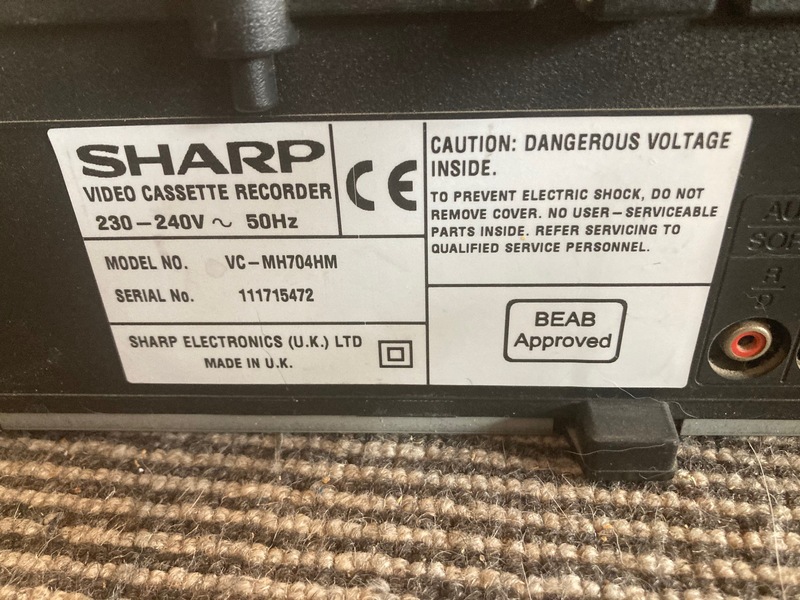 SHARP
VIDEO CASSETTE RECORDER
230-240V ~ 50Hz
CE
MODEL NO. VC-MH704HM
SERIAL No. 111715472
SHARP ELECTRONICS (U.K.) LTD
MADE IN U.K.
CAUTION: DANGEROUS VOLTAGE
INSIDE.
TO PREVENT ELECTRIC SHOCK, DO NOT
REMOVE COVER. NO USER-SERVICEABLE
PARTS INSIDE. REFER SERVICING TO
QUALIFIED SERVICE PERSONNEL.
BEAB
Approved